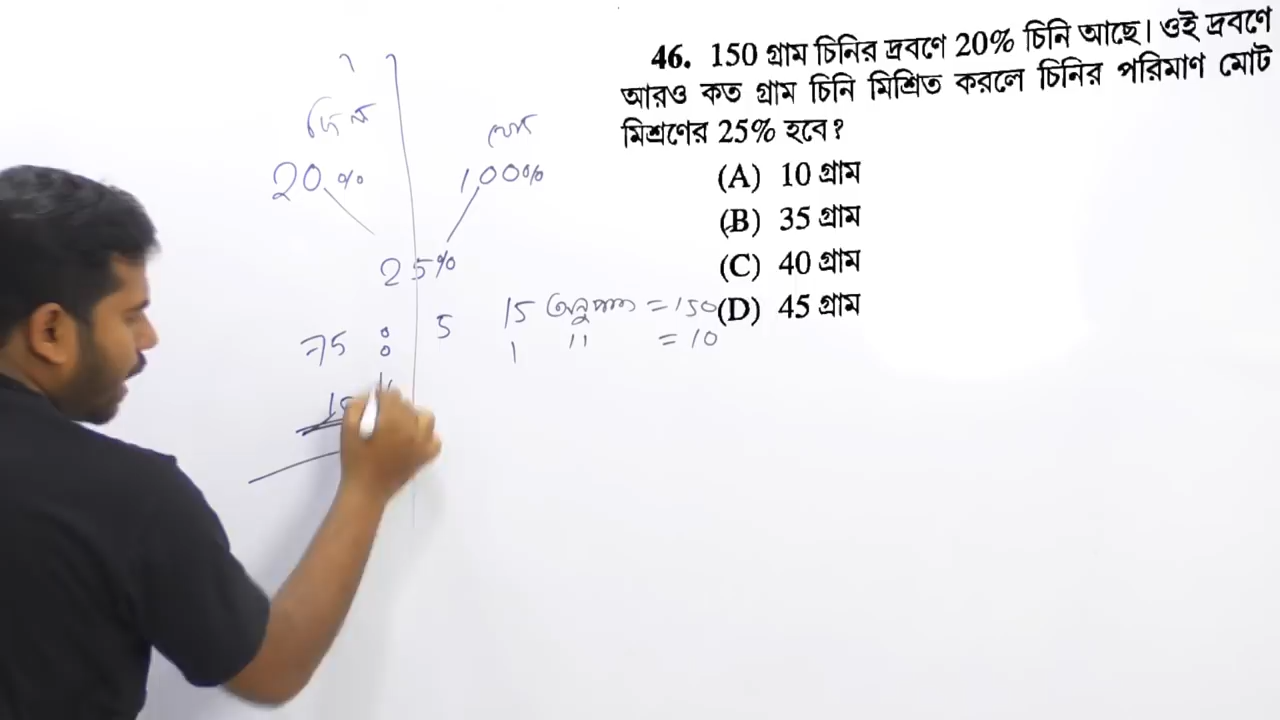 46. 150 গ্রাম চিনির দ্রবণে 20% চিনি আছে। ওই দ্রবণে
আরও কত গ্রাম চিনি মিশ্রিত করলে চিনির পরিমাণ মোট
মিশ্রণের 25% হবে?
(A) 10 গ্রাম
(B) 35 গ্রাম
(C) 40 গ্রাম
(D) 45 গ্রাম
20% 100%
25%
75 : 5
15 অনুপাত = 150
1 " = 10